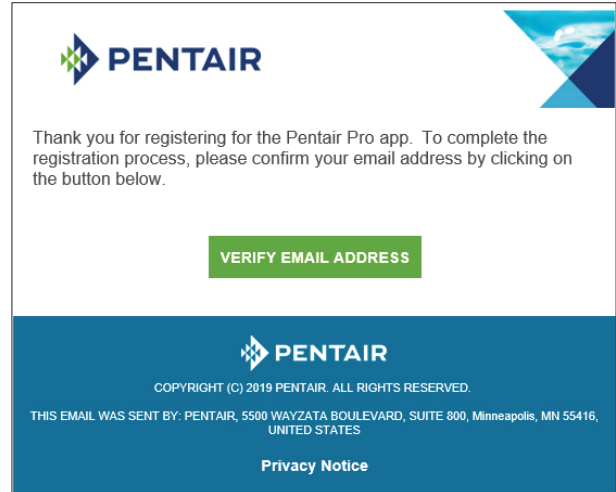 PENTAIR
Thank you for registering for the Pentair Pro app. To complete the
registration process, please confirm your email address by clicking on
the button below.
VERIFY EMAIL ADDRESS
PENTAIR
COPYRIGHT (C) 2019 PENTAIR. ALL RIGHTS RESERVED.
THIS EMAIL WAS SENT BY: PENTAIR, 5500 WAYZATA BOULEVARD, SUITE 800, Minneapolis, MN 55416,
UNITED STATES
Privacy Notice